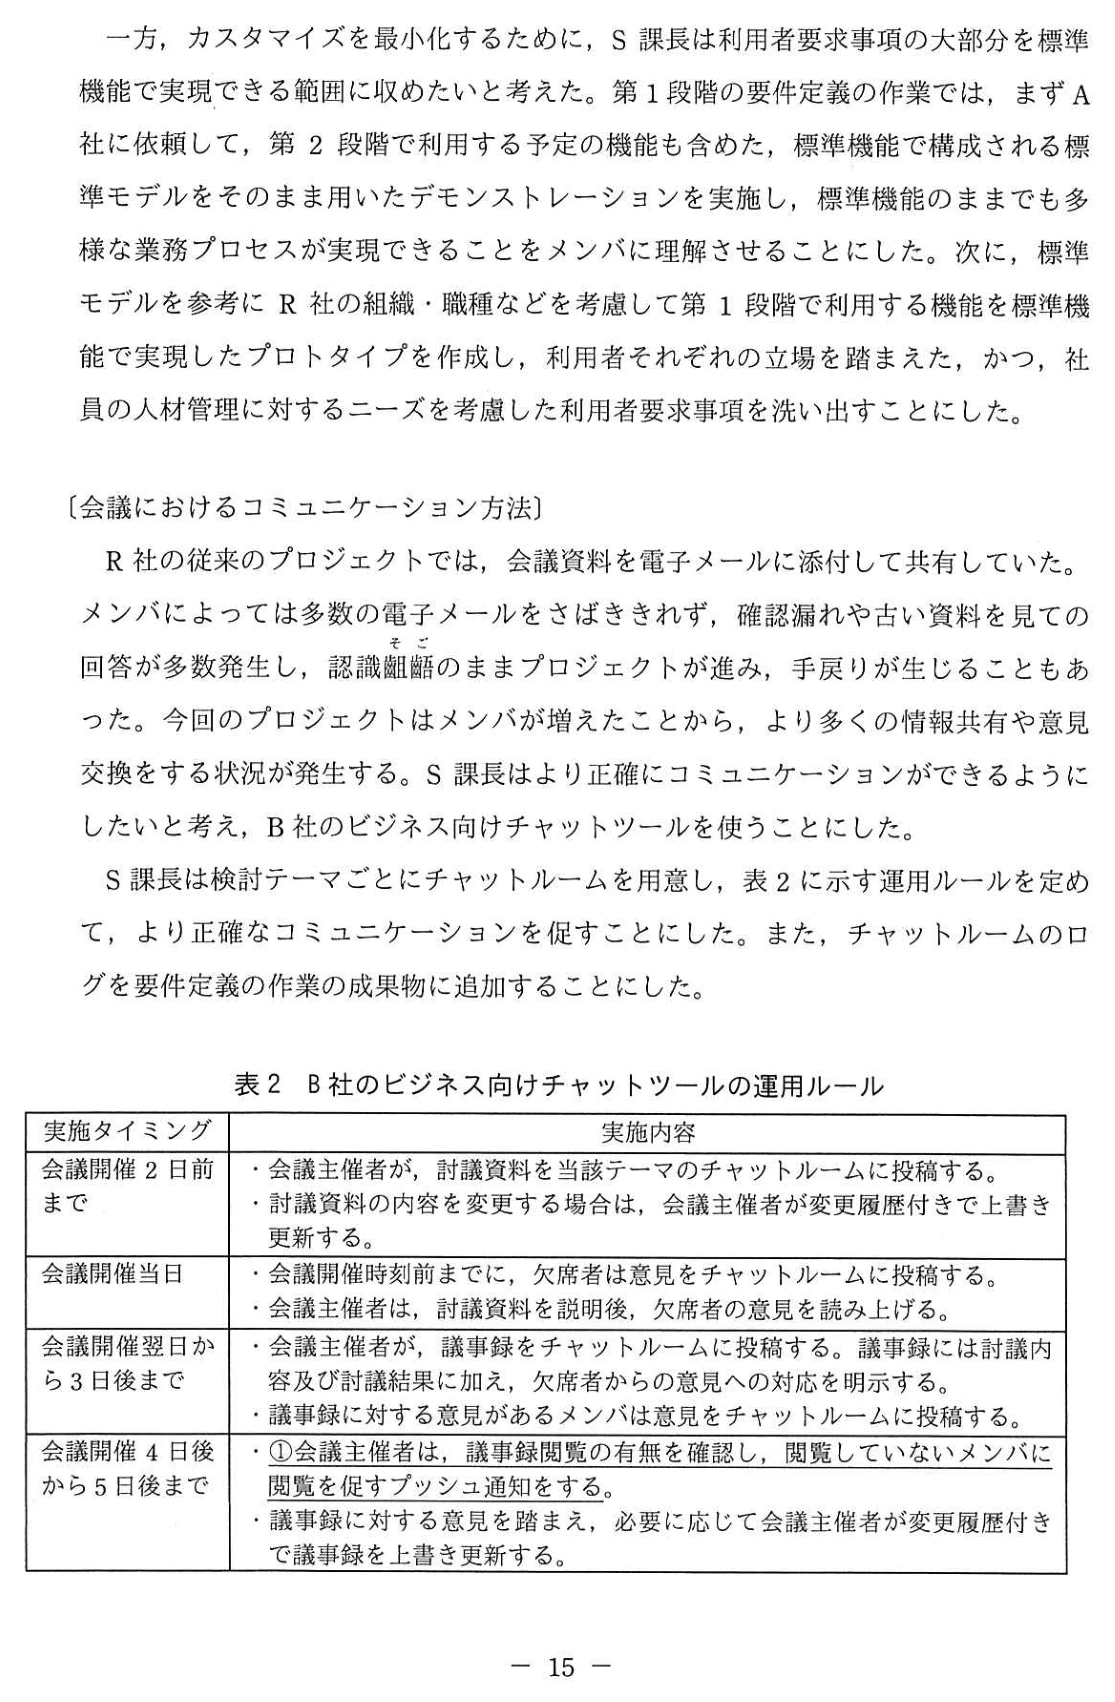 一方，カスタマイズを最小化するために，S 課長は利用者要求事項の大部分を標準
機能で実現できる範囲に収めたいと考えた。第 1 段階の要件定義の作業では，まず A
社に依頼して，第 2 段階で利用する予定の機能も含めた，標準機能で構成される標
準モデルをそのまま用いたデモンストレーションを実施し，標準機能のままでも多
様な業務プロセスが実現できることをメンバに理解させることにした。次に，標準
モデルを参考に R 社の組織・職種などを考慮して第 1 段階で利用する機能を標準機
能で実現したプロトタイプを作成し，利用者それぞれの立場を踏まえた，かつ，社
員の人材管理に対するニーズを考慮した利用者要求事項を洗い出すことにした。
〔会議におけるコミュニケーション方法〕
R 社の従来のプロジェクトでは，会議資料を電子メールに添付して共有していた。
メンバによっては多数の電子メールをさばききれず，確認漏れや古い資料を見ての
そご
回答が多数発生し，認識齟齬のままプロジェクトが進み，手戻りが生じることもあ
った。今回のプロジェクトはメンバが増えたことから，より多くの情報共有や意見
交換をする状況が発生する。S 課長はより正確にコミュニケーションができるように
したいと考え，B 社のビジネス向けチャットツールを使うことにした。
S 課長は検討テーマごとにチャットルームを用意し，表 2 に示す運用ルールを定め
て，より正確なコミュニケーションを促すことにした。また，チャットルームのロ
グを要件定義の作業の成果物に追加することにした。
表 2 B 社のビジネス向けチャットツールの運用ルール
実施タイミング 実施内容
会議開催 2 日前
まで
・会議主催者が，討議資料を当該テーマのチャットルームに投稿する。
・討議資料の内容を変更する場合は，会議主催者が変更履歴付きで上書き
更新する。
会議開催当日
・会議開催時刻前までに，欠席者は意見をチャットルームに投稿する。
・会議主催者は，討議資料を説明後，欠席者の意見を読み上げる。
会議開催翌日か
ら 3 日後まで
・会議主催者が，議事録をチャットルームに投稿する。議事録には討議内
容及び討議結果に加え，欠席者からの意見への対応を明示する。
・議事録に対する意見があるメンバは意見をチャットルームに投稿する。
会議開催 4 日後
から 5 日後まで
・①会議主催者は，議事録閲覧の有無を確認し，閲覧していないメンバに
閲覧を促すプッシュ通知をする。
・議事録に対する意見を踏まえ，必要に応じて会議主催者が変更履歴付き
で議事録を上書き更新する。
－ 15 －